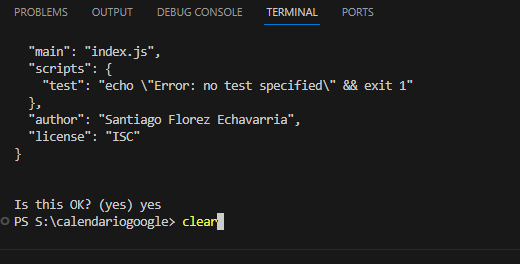 PROBLEMS OUTPUT DEBUG CONSOLE TERMINAL PORTS
"main": "index.js",
"scripts": {
"test": "echo \"Error: no test specified\" && exit 1"
},
"author": "Santiago Florez Echavarria",
"license": "ISC"
}
Is this OK? (yes) yes
PS S:\calendariogoogle> clear